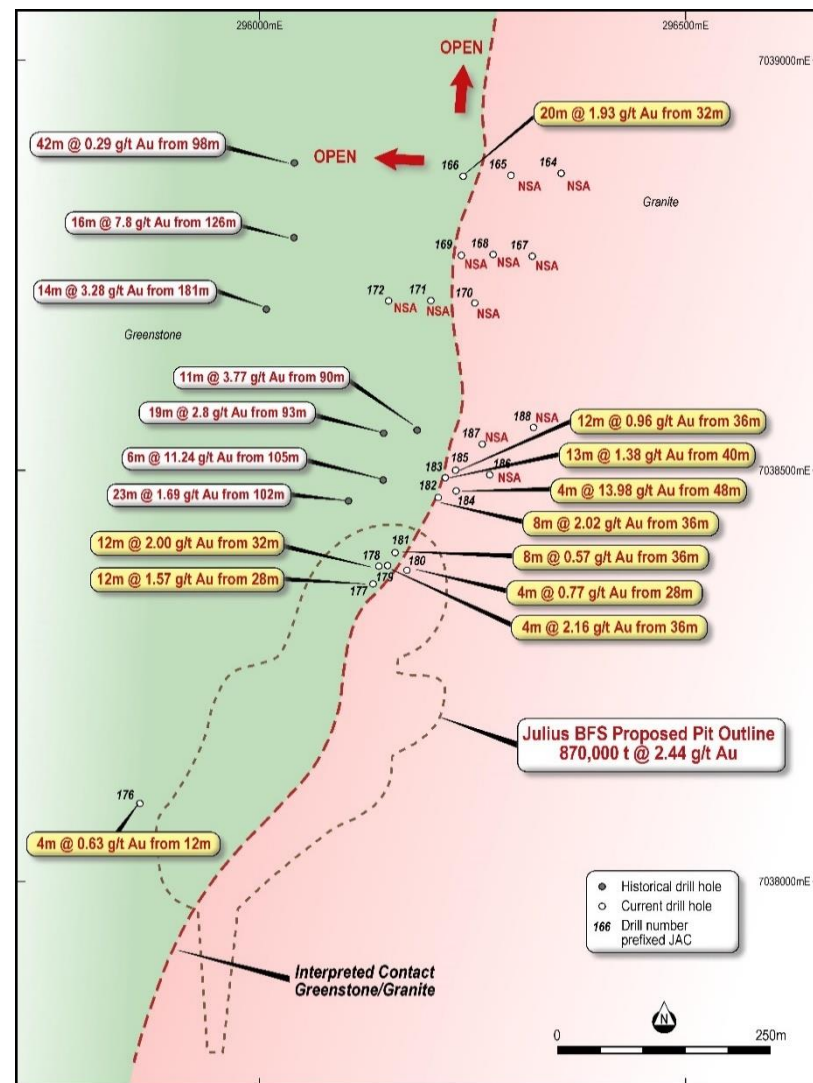 296000mE
296500mE
OPEN
7039000mE
20m @ 1.93 g/t Au from 32m
42m @ 0.29 g/t Au from 98m
OPEN
166
165
164
NSA
NSA
Granite
16m @ 7.8 g/t Au from 126m
169
168
167
NSA
NSA
NSA
14m @ 3.28 g/t Au from 181m
172
171
170
NSA
NSA
NSA
Greenstone
11m @ 3.77 g/t Au from 90m
19m @ 2.8 g/t Au from 93m
188
NSA
12m @ 0.96 g/t Au from 36m
187
NSA
6m @ 11.24 g/t Au from 105m
185
13m @ 1.38 g/t Au from 40m
183
186
NSA
7038500mE
23m @ 1.69 g/t Au from 102m
182
184
4m @ 13.98 g/t Au from 48m
8m @ 2.02 g/t Au from 36m
12m @ 2.00 g/t Au from 32m
181
8m @ 0.57 g/t Au from 36m
178
180
12m @ 1.57 g/t Au from 28m
179
177
4m @ 0.77 g/t Au from 28m
4m @ 2.16 g/t Au from 36m
Julius BFS Proposed Pit Outline
870,000 t @ 2.44 g/t Au
176
4m @ 0.63 g/t Au from 12m
7038000mE
Historical drill hole
Current drill hole
166 Drill number
prefixed JAC
Interpreted Contact
Greenstone/Granite
N
0
250m